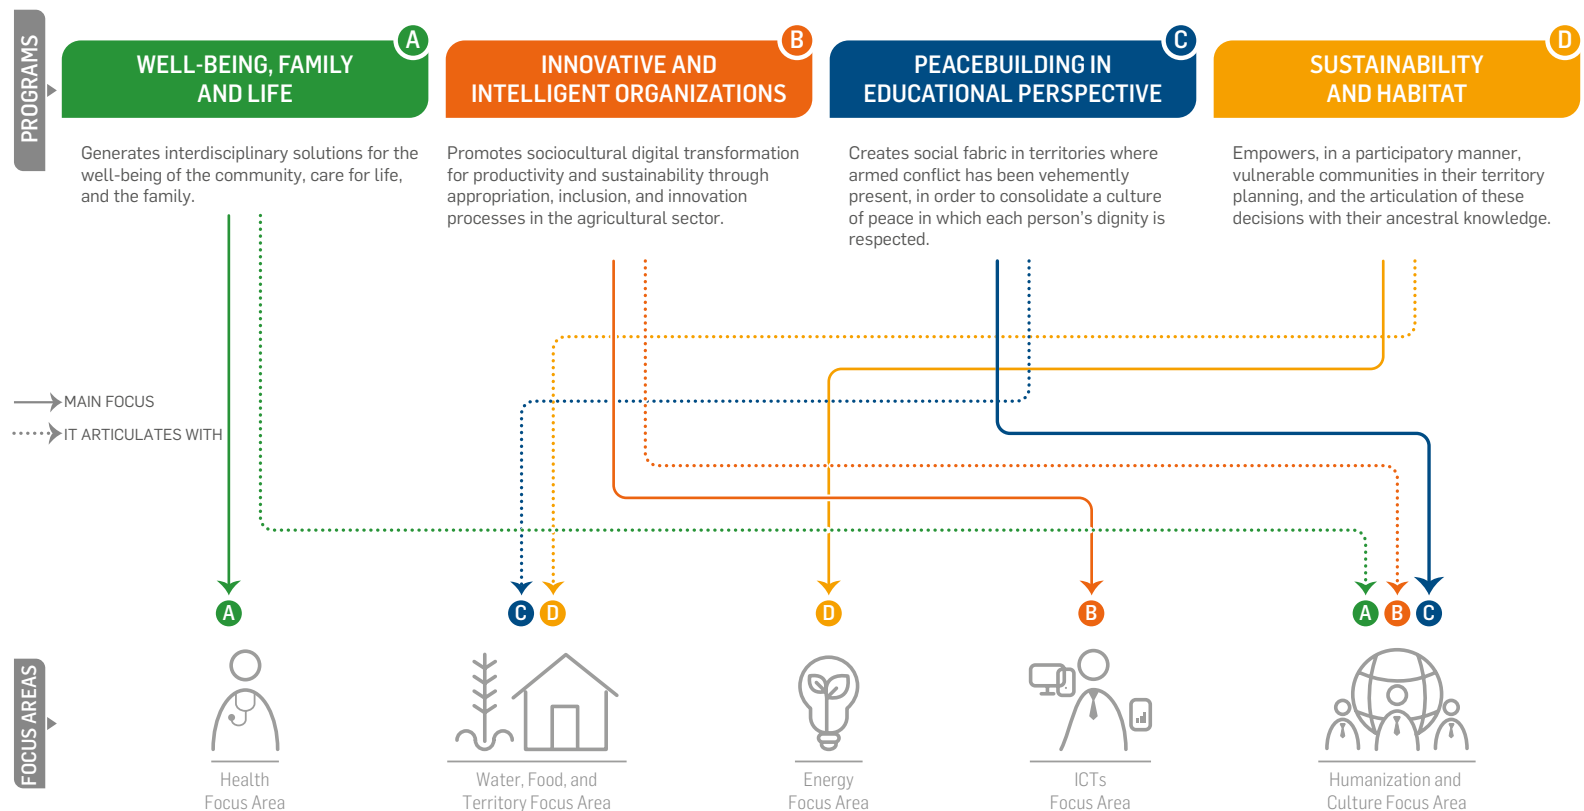 PROGRAMS
A
WELL-BEING, FAMILY
AND LIFE
B
INNOVATIVE AND
INTELLIGENT ORGANIZATIONS
C
PEACEBUILDING IN
EDUCATIONAL PERSPECTIVE
D
SUSTAINABILITY
AND HABITAT
Generates interdisciplinary solutions for the
well-being of the community, care for life,
and the family.
Promotes sociocultural digital transformation
for productivity and sustainability through
appropriation, inclusion, and innovation
processes in the agricultural sector.
Creates social fabric in territories where
armed conflict has been vehemently
present, in order to consolidate a culture
of peace in which each person's dignity is
respected.
Empowers, in a participatory manner,
vulnerable communities in their territory
planning, and the articulation of these
decisions with their ancestral knowledge.
MAIN FOCUS
IT ARTICULATES WITH
A
C
D
D
B
A
B
C
FOCUS AREAS
Health
Focus Area
Water, Food, and
Territory Focus Area
Energy
Focus Area
ICTs
Focus Area
Humanization and
Culture Focus Area